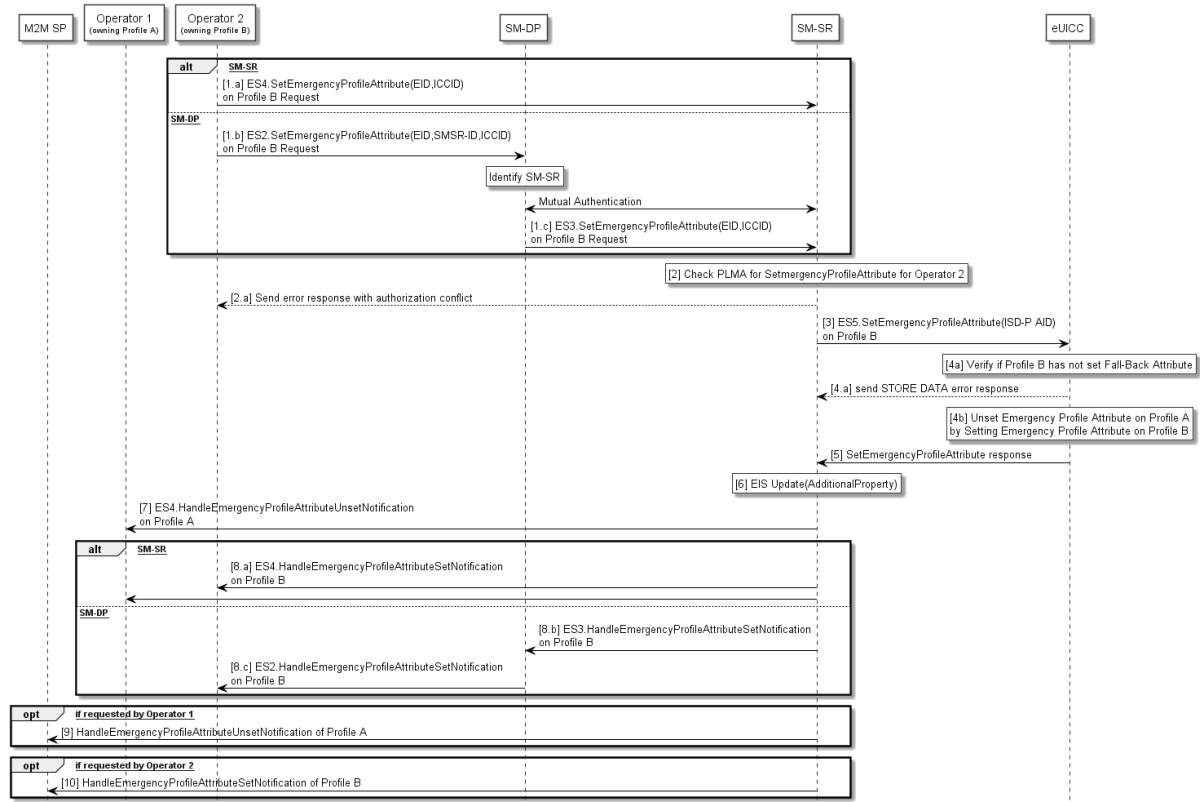 M2M SP
Operator 1
(owning Profile A)
Operator 2
(owning Profile B)
SM-DP
SM-SR
eUICC
alt
SM-SR
[1.a] ES4.SetEmergencyProfileAttribute(EID,ICCID)
on Profile B Request
SM-DP
[1.b] ES2.SetEmergencyProfileAttribute(EID,SMSR-ID,ICCID)
on Profile B Request
Identify SM-SR
Mutual Authentication
[1.c] ES3.SetEmergencyProfileAttribute(EID,ICCID)
on Profile B Request
[2] Check PLMA for SetmergencyProfileAttribute for Operator 2
[2.a] Send error response with authorization conflict
[3] ES5.SetEmergencyProfileAttribute(ISD-P AID)
on Profile B
[4a] Verify if Profile B has not set Fall-Back Attribute
[4.a] send STORE DATA error response
[4b] Unset Emergency Profile Attribute on Profile A
by Setting Emergency Profile Attribute on Profile B
[5] SetEmergencyProfileAttribute response
[6] EIS Update(AdditionalProperty)
[7] ES4.HandleEmergencyProfileAttributeUnsetNotification
on Profile A
alt
SM-SR
[8.a] ES4.HandleEmergencyProfileAttributeSetNotification
on Profile B
SM-DP
[8.b] ES3.HandleEmergencyProfileAttributeSetNotification
on Profile B
[8.c] ES2.HandleEmergencyProfileAttributeSetNotification
on Profile B
opt
if requested by Operator 1
[9] HandleEmergencyProfileAttributeUnsetNotification of Profile A
opt
if requested by Operator 2
[10] HandleEmergencyProfileAttributeSetNotification of Profile B